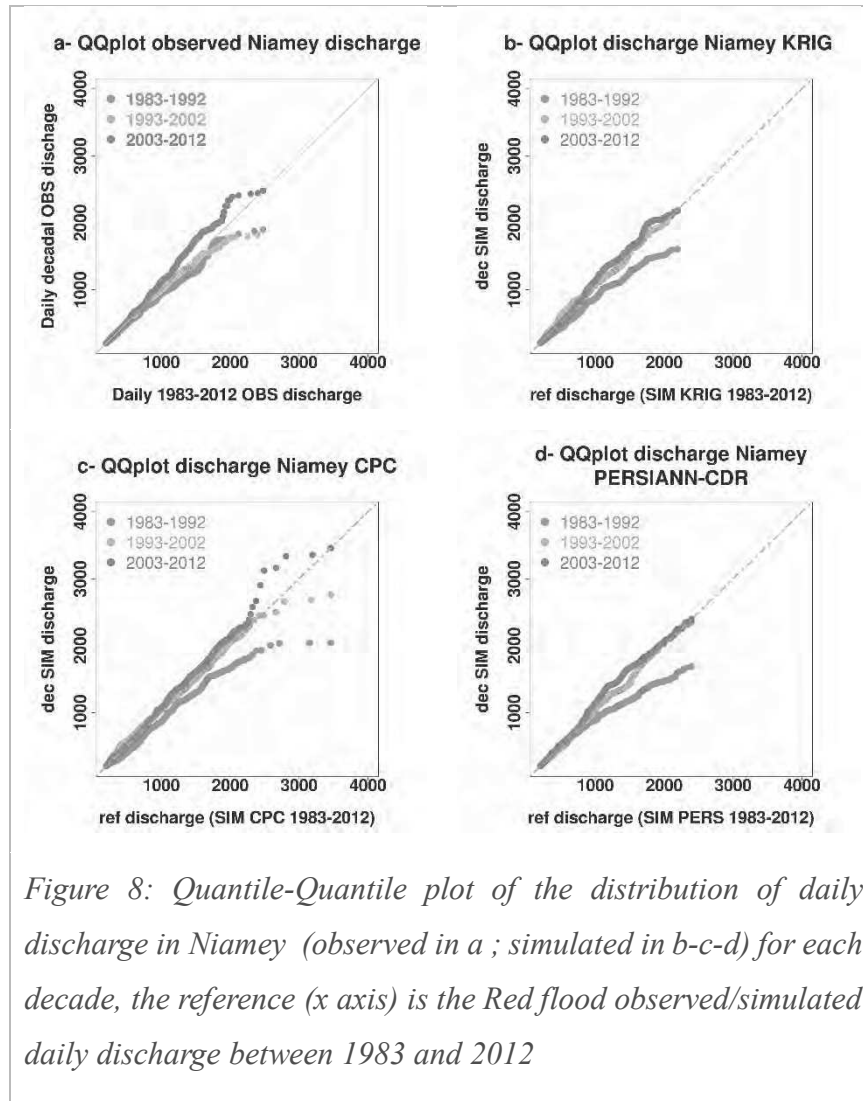 a- QQplot observed Niamey discharge
Daily decadal OBS dischage
4000
3000
2000
1000
1983-1992
1993-2002
2003-2012
1000 2000 3000 4000
Daily 1983-2012 OBS discharge
b- QQplot discharge Niamey KRIG
dec SIM discharge
4000
3000
2000
1000
1983-1992
1993-2002
2003-2012
1000 2000 3000 4000
ref discharge (SIM KRIG 1983-2012)
c- QQplot discharge Niamey CPC
dec SIM discharge
4000
3000
2000
1000
1983-1992
1993-2002
2003-2012
1000 2000 3000 4000
ref discharge (SIM CPC 1983-2012)
d- QQplot discharge Niamey
PERSIANN-CDR
dec SIM discharge
4000
3000
2000
1000
1983-1992
1993-2002
2003-2012
1000 2000 3000 4000
ref discharge (SIM PERS 1983-2012)
Figure 8: Quantile-Quantile plot of the distribution of daily
discharge in Niamey (observed in a ; simulated in b-c-d) for each
decade, the reference (x axis) is the Red flood observed/simulated
daily discharge between 1983 and 2012